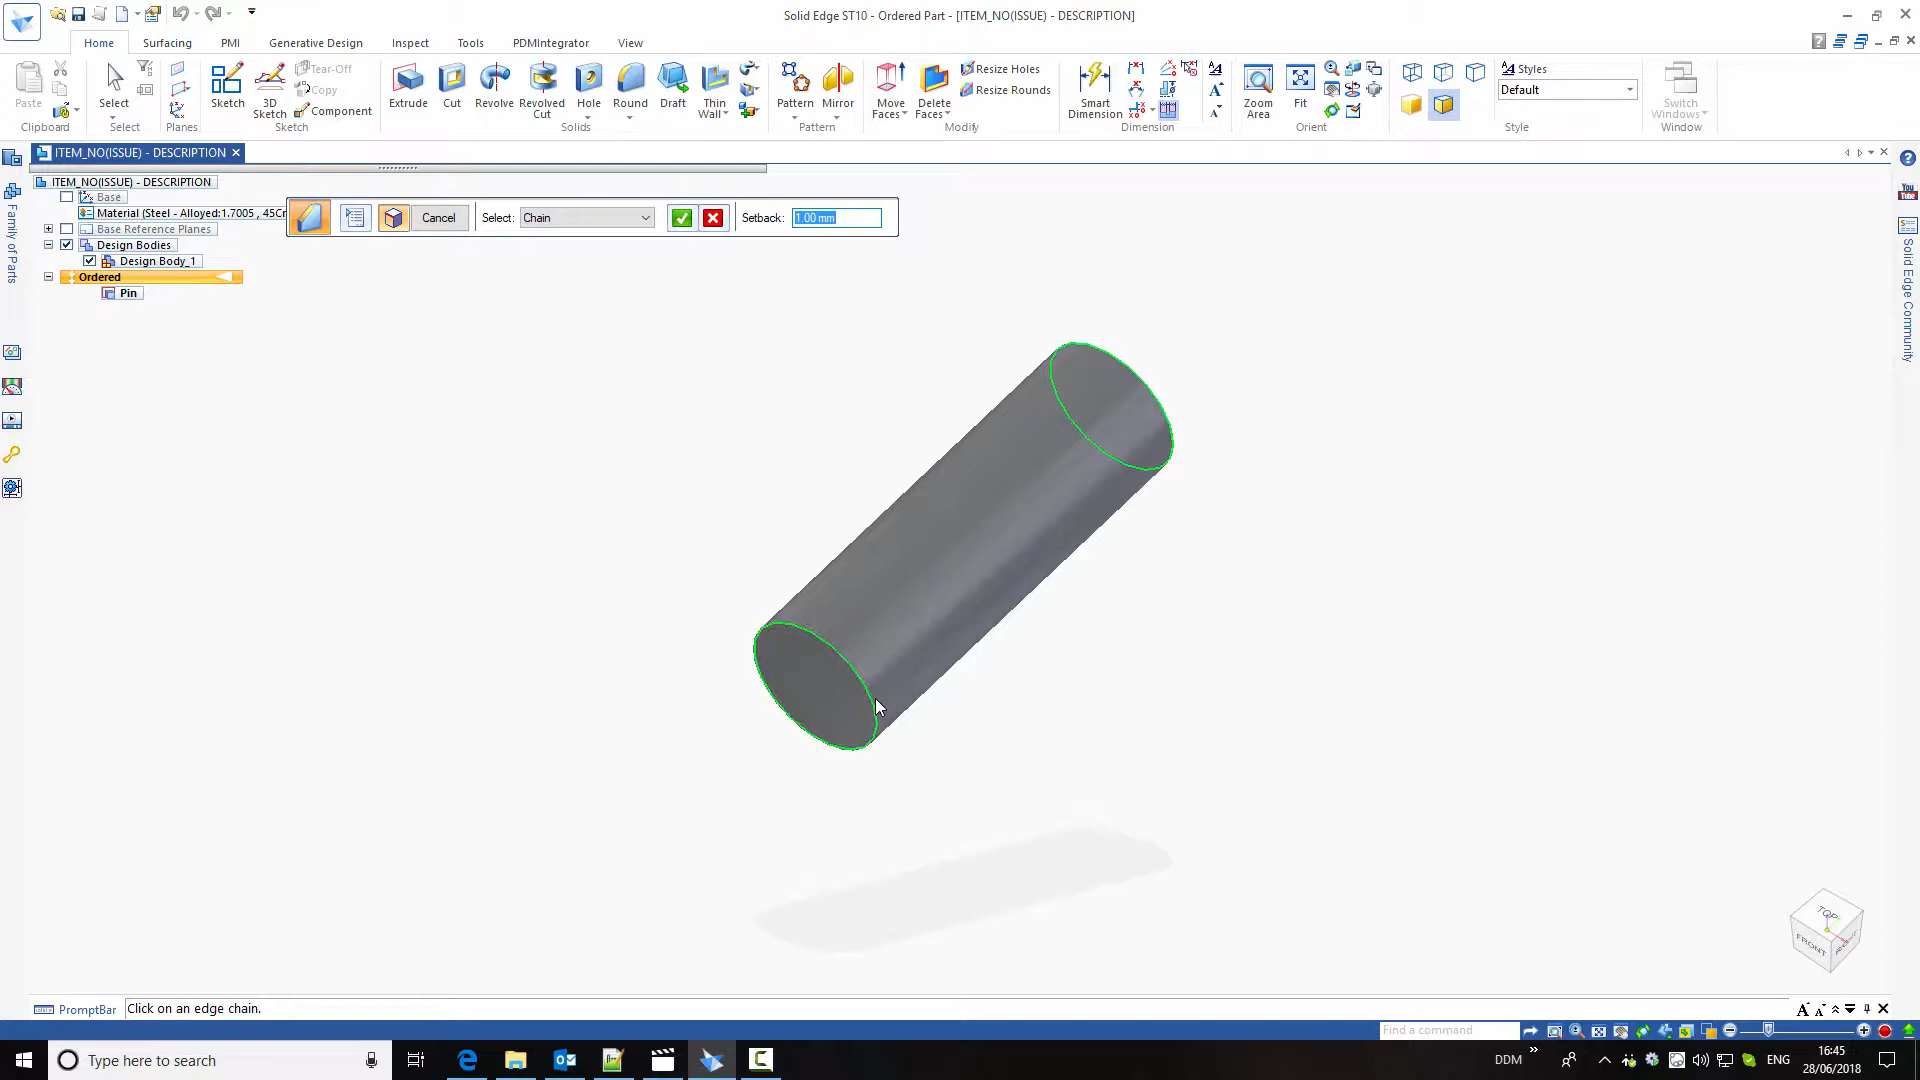 Solid Edge ST10 - Ordered Part - [ITEM_NO(ISSUE) - DESCRIPTION]
Home Surfacing PMI Generative Design Inspect Tools PDMIntegrator View
Paste
Clipboard
Select
Select
Planes
Sketch
3D Sketch
Tear-Off
Copy
Component
Sketch
Extrude
Cut
Revolve
Revolved Cut
Hole
Round
Draft
Thin Wall
Solids
Pattern
Mirror
Pattern
Move Faces
Delete Faces
Resize Holes
Resize Rounds
Modify
Smart Dimension
Dimension
Zoom Area
Fit
Orient
Styles
Default
Style
Switch Windows
Window
ITEM_NO(ISSUE) - DESCRIPTION
ITEM_NO(ISSUE) - DESCRIPTION
Base
Material (Steel - Alloyed:1.7005 , 45Cr
Base Reference Planes
Design Bodies
Design Body_1
Ordered
Pin
Cancel
Select: Chain
Setback: 1.00 mm
Family of Parts
You Tube
Solid Edge Community
TOP
FRONT
PromptBar
Click on an edge chain.
Find a command
Type here to search
DDM
ENG
16:45
28/06/2018